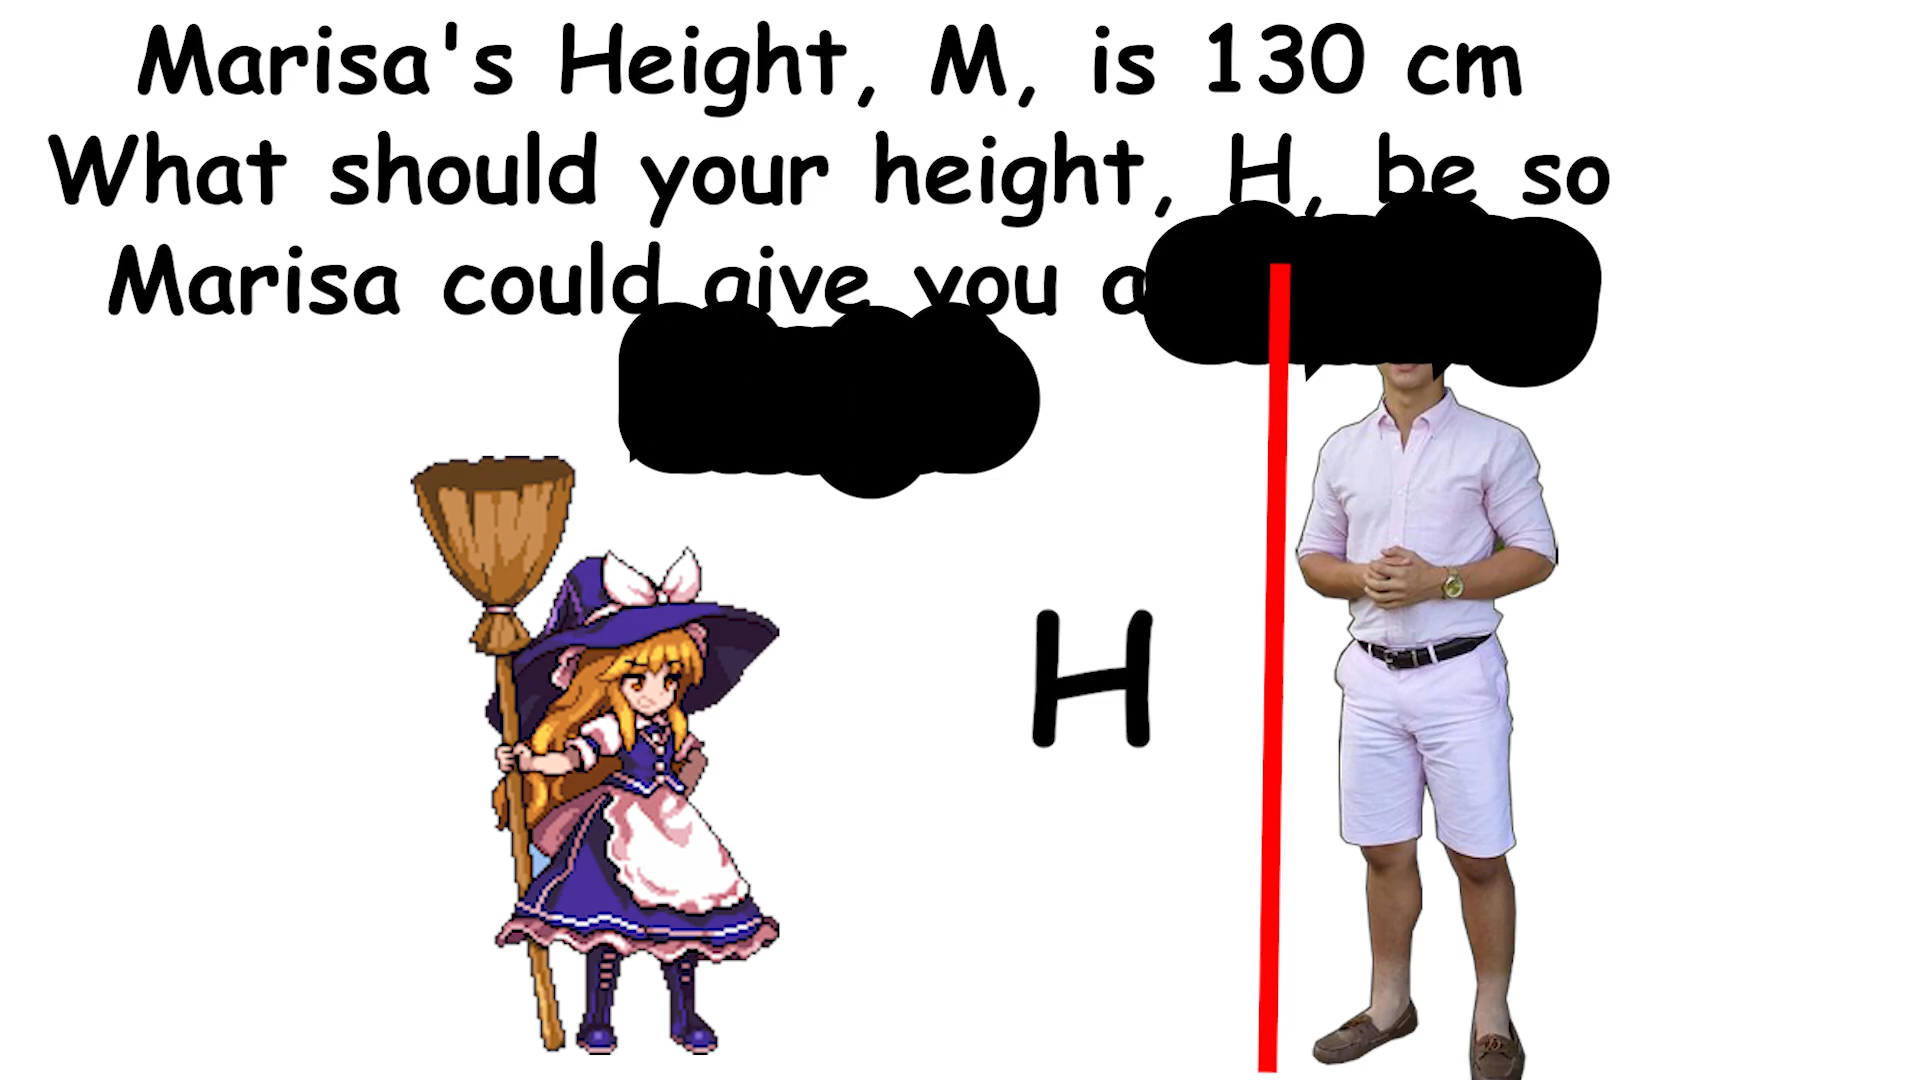 Marisa's Height, M, is 130 cm
What should your height, H, be so
Marisa could give you a
H